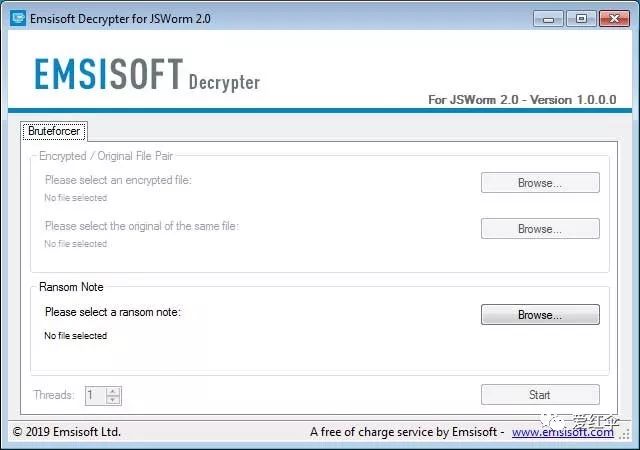 Emsisoft Decrypter for JSWorm 2.0
EMSISOFT Decrypter
For JSWorm 2.0 - Version 1.0.0.0
Bruteforcer
Encrypted / Original File Pair
Please select an encrypted file:
Browse...
No file selected
Please select the original of the same file:
Browse...
No file selected
Ransom Note
Please select a ransom note:
Browse...
No file selected
Threads: 1
Start
爱红伞
© 2019 Emsisoft Ltd.
A free of charge service by Emsisoft - www.emsisoft.com